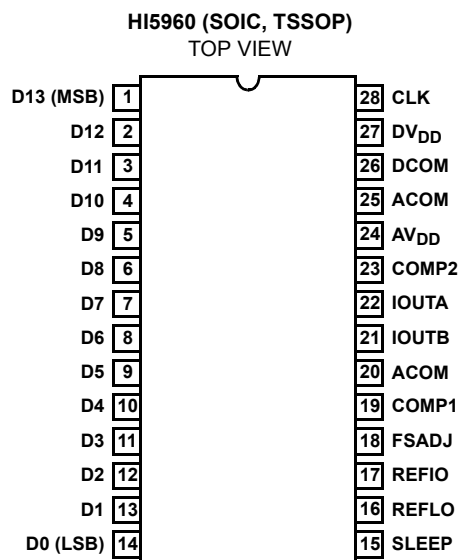 HI5960 (SOIC, TSSOP)
TOP VIEW
D13 (MSB) 1 28 CLK
D12 2 27 DVDD
D11 3 26 DCOM
D10 4 25 ACOM
D9 5 24 AVDD
D8 6 23 COMP2
D7 7 22 IOUTA
D6 8 21 IOUTB
D5 9 20 ACOM
D4 10 19 COMP1
D3 11 18 FSADJ
D2 12 17 REFIO
D1 13 16 REFLO
D0 (LSB) 14 15 SLEEP